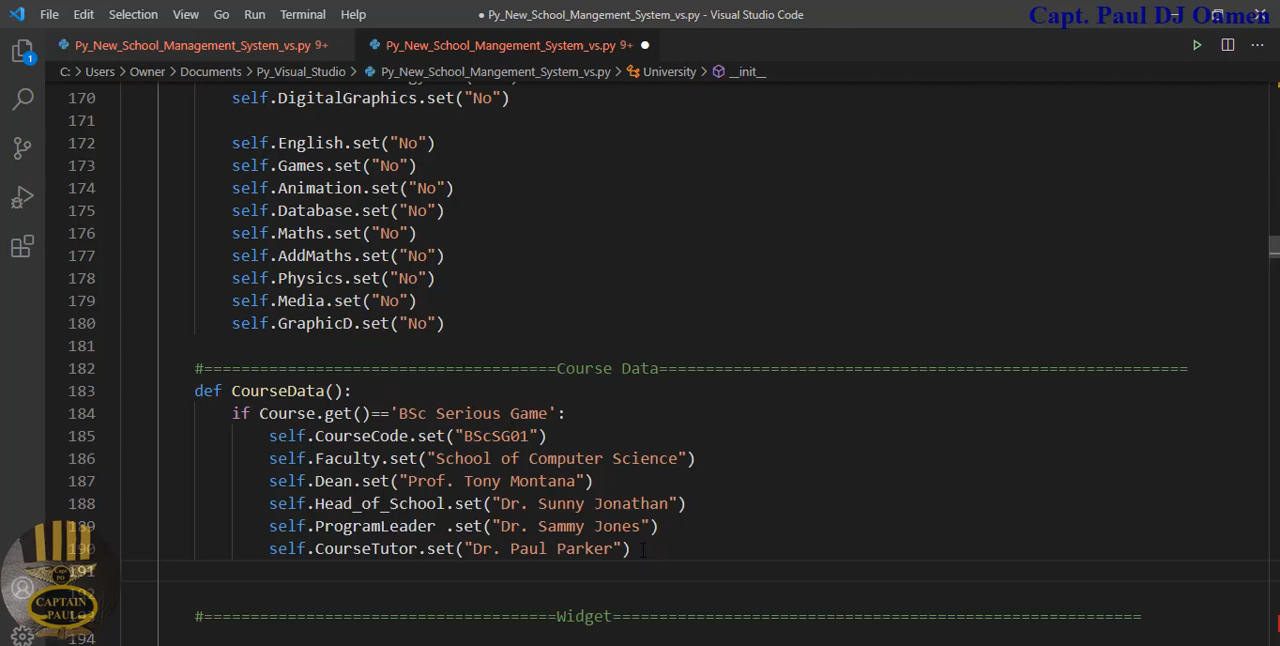 File Edit Selection View Go Run Terminal Help ● Py_New_School_Mangement_System_vs.py - Visual Studio Code Capt. Paul DJ Oamen
Py_New_School_Management_System_vs.py 9+ Py_New_School_Mangement_System_vs.py 9+ ●
C: > Users > Owner > Documents > Py_Visual_Studio > Py_New_School_Mangement_System_vs.py > University > __init__
170 self.DigitalGraphics.set("No")
171
172 self.English.set("No")
173 self.Games.set("No")
174 self.Animation.set("No")
175 self.Database.set("No")
176 self.Maths.set("No")
177 self.AddMaths.set("No")
178 self.Physics.set("No")
179 self.Media.set("No")
180 self.GraphicD.set("No")
181
182 #======================================Course Data=========================================================
183 def CourseData():
184 if Course.get()=='BSc Serious Game':
185 self.CourseCode.set("BScSG01")
186 self.Faculty.set("School of Computer Science")
187 self.Dean.set("Prof. Tony Montana")
188 self.Head_of_School.set("Dr. Sunny Jonathan")
189 self.ProgramLeader .set("Dr. Sammy Jones")
190 self.CourseTutor.set("Dr. Paul Parker")
191
#======================================Widget=========================================================
194
1
Capt. PO
CAPTAIN
PAUL